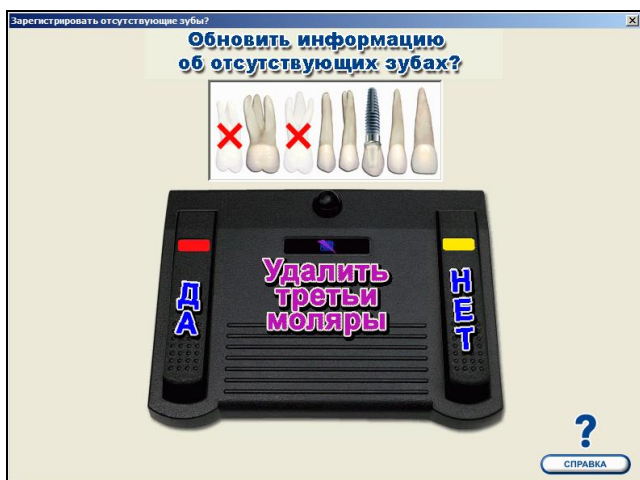 Зарегистрировать отсутствующие зубы?
Обновить информацию
об отсутствующих зубах?
Удалить
третьи
моляры
ДА
НЕТ
?
СПРАВКА